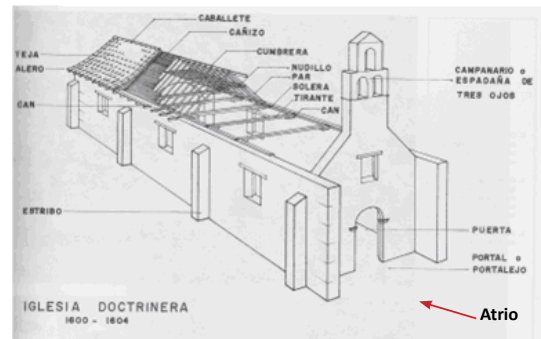 CABALLETE
CAÑIZO
CUMBRERA
TEJA
ALERO
NUDILLO
PAR
SOLERA
TIRANTE
CAN
CAN
CAMPANARIO o
ESPADAÑA DE
TRES OJOS
ESTRIBO
PUERTA
PORTAL o
PORTALEJO
IGLESIA DOCTRINERA
1600 - 1604
Atrio